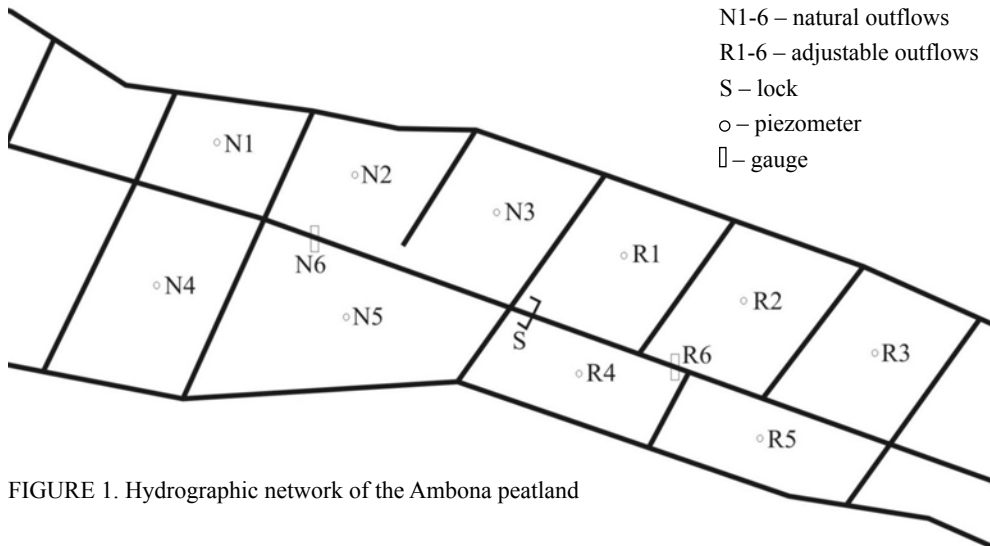 N1-6 – natural outflows
R1-6 – adjustable outflows
S – lock
– piezometer
– gauge
N1
N2
N3
R1
N6
N4
N5
R2
S
R6
R3
R4
R5
FIGURE 1. Hydrographic network of the Ambona peatland